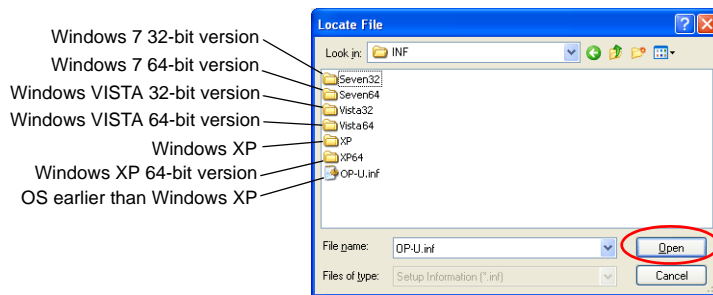 Windows 7 32-bit version
Windows 7 64-bit version
Windows VISTA 32-bit version
Windows VISTA 64-bit version
Windows XP
Windows XP 64-bit version
OS earlier than Windows XP
Locate File
Look in: INF
Seven32
Seven64
Vista32
Vista64
XP
XP64
OP-U.inf
File name: OP-U.inf Open
Files of type: Setup Information (*.inf) Cancel